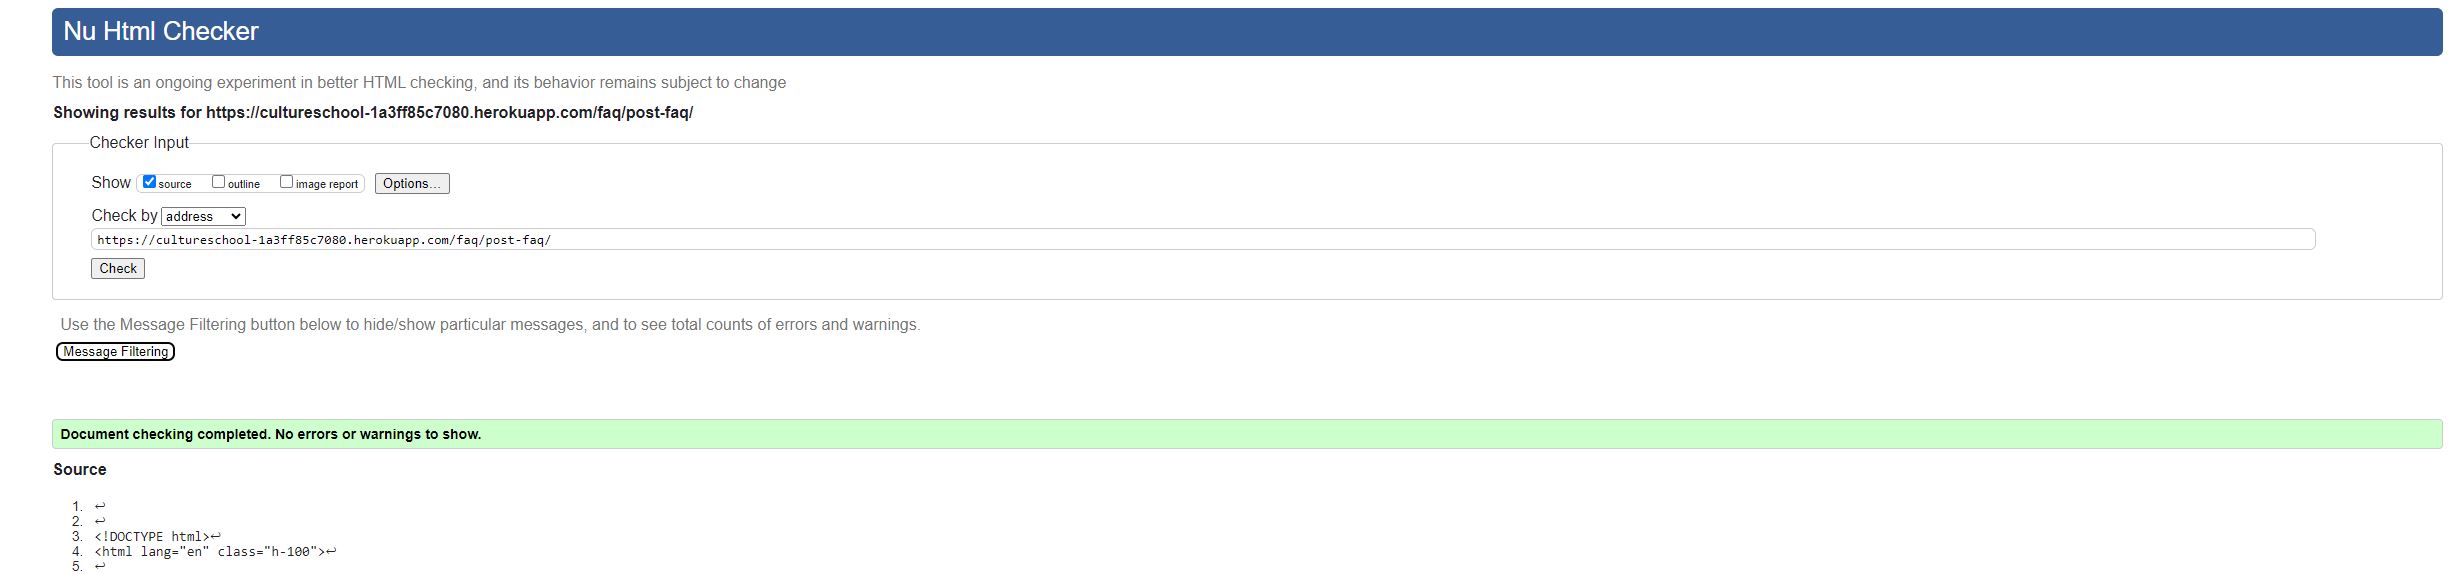 Nu Html Checker
This tool is an ongoing experiment in better HTML checking, and its behavior remains subject to change
Showing results for https://cultureschool-1a3ff85c7080.herokuapp.com/faq/post-faq/
Checker Input
Show source outline image report Options...
Check by address
https://cultureschool-1a3ff85c7080.herokuapp.com/faq/post-faq/
Check
Use the Message Filtering button below to hide/show particular messages, and to see total counts of errors and warnings.
Message Filtering
Document checking completed. No errors or warnings to show.
Source
1. ↩
2. ↩
3. <!DOCTYPE html>↩
4. <html lang="en" class="h-100">↩
5. ↩